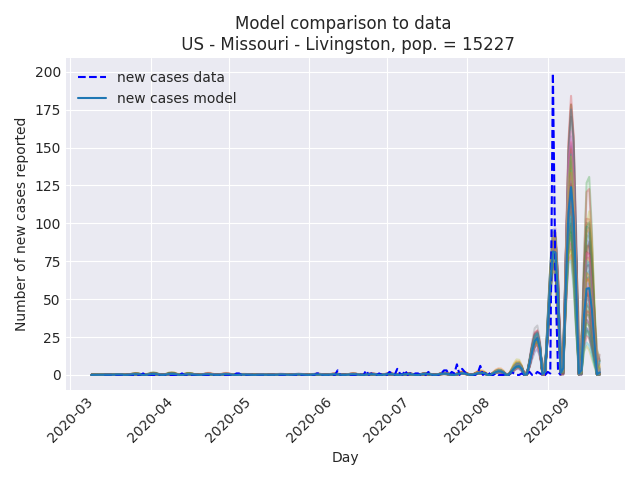 Model comparison to data
US - Missouri - Livingston, pop. = 15227
new cases data
new cases model
Number of new cases reported
200
175
150
125
100
75
50
25
0
2020-03
2020-04
2020-05
2020-06
2020-07
2020-08
2020-09
Day